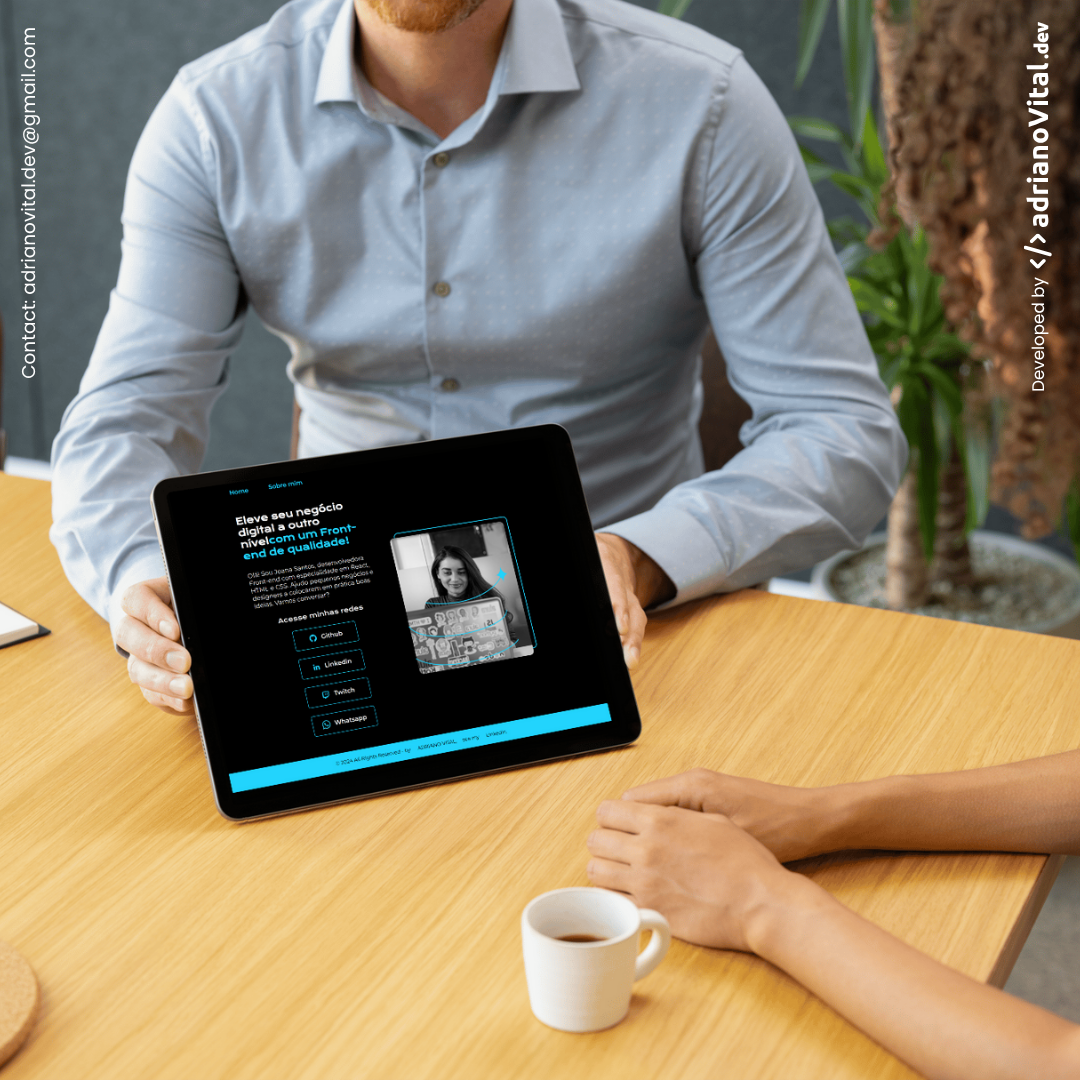 Contact: adrianovital.dev@gmail.com
Developed by </> adrianoVital.dev
Home
Sobre mim
Eleve seu negócio
digital a outro
nívelcom um Front-
end de qualidade!
Olá! Sou Joana Santos, desenvolvedora
Front-end com especialidade em React,
HTML e CSS. Ajudo pequenos negócios e
designers a colocarem em prática boas
ideias. Vamos conversar?
Acesse minhas redes
Github
Linkedin
Twitch
Whatsapp
© 2024 All Rights Reserved - by ADRIANO VITAL